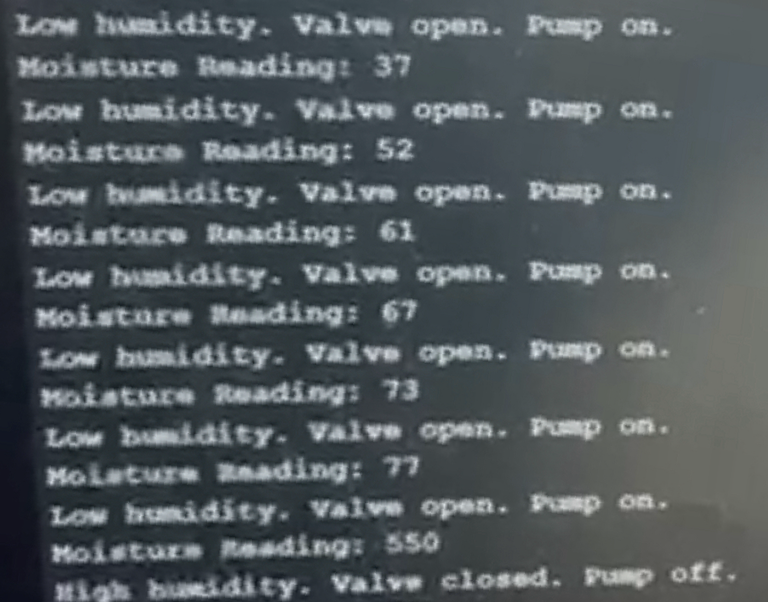 Low humidity. Valve open. Pump on.
Moisture Reading: 37
Low humidity. Valve open. Pump on.
Moisture Reading: 52
Low humidity. Valve open. Pump on.
Moisture Reading: 61
Low humidity. Valve open. Pump on.
Moisture Reading: 67
Low humidity. Valve open. Pump on.
Moisture Reading: 73
Low humidity. Valve open. Pump on.
Moisture Reading: 77
Low humidity. Valve open. Pump on.
Moisture Reading: 550
High humidity. Valve closed. Pump off.